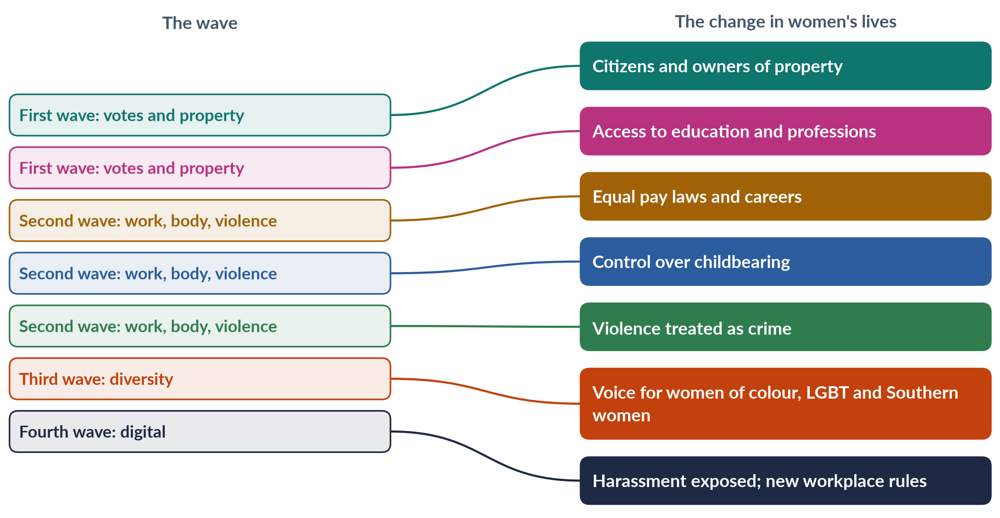 The wave
The change in women's lives
First wave: votes and property
Citizens and owners of property
First wave: votes and property
Access to education and professions
Second wave: work, body, violence
Equal pay laws and careers
Second wave: work, body, violence
Control over childbearing
Second wave: work, body, violence
Violence treated as crime
Third wave: diversity
Voice for women of colour, LGBT and Southern
women
Fourth wave: digital
Harassment exposed; new workplace rules